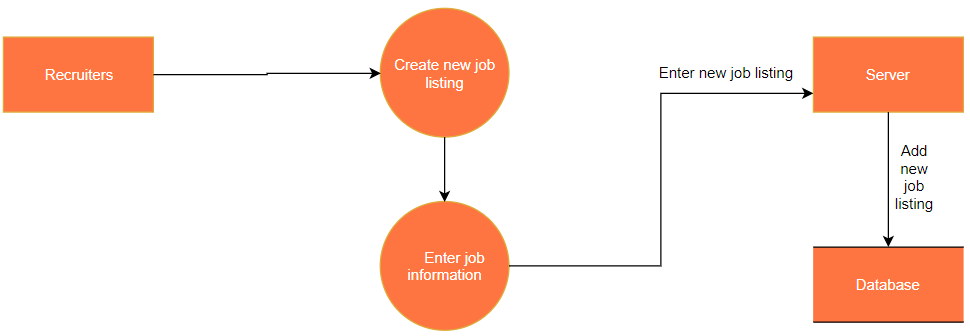 Recruiters
Create new job
listing
Enter new job listing
Server
Add
new
job
listing
Enter job
information
Database